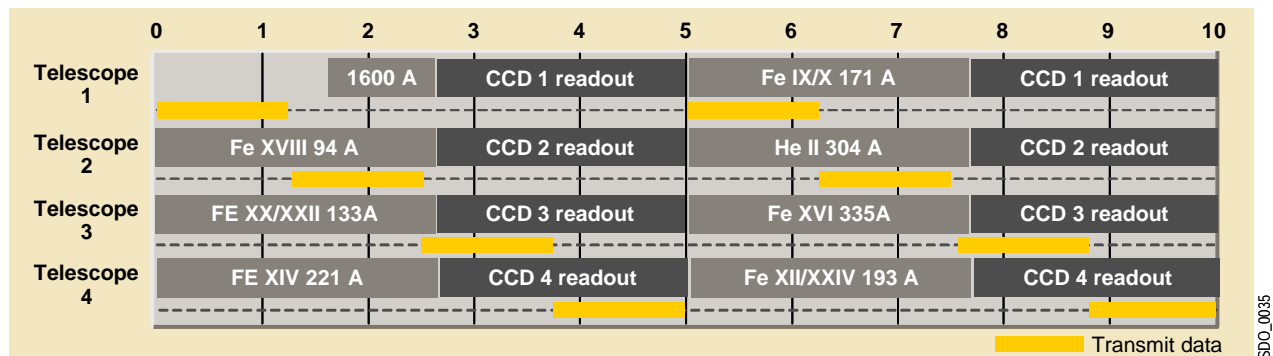 0 1 2 3 4 5 6 7 8 9 10
Telescope
1
1600 A
CCD 1 readout
Fe IX/X 171 A
CCD 1 readout
Telescope
2
Fe XVIII 94 A
CCD 2 readout
He II 304 A
CCD 2 readout
Telescope
3
FE XX/XXII 133A
CCD 3 readout
Fe XVI 335A
CCD 3 readout
Telescope
4
FE XIV 221 A
CCD 4 readout
Fe XII/XXIV 193 A
CCD 4 readout
Transmit data
SDO_0035